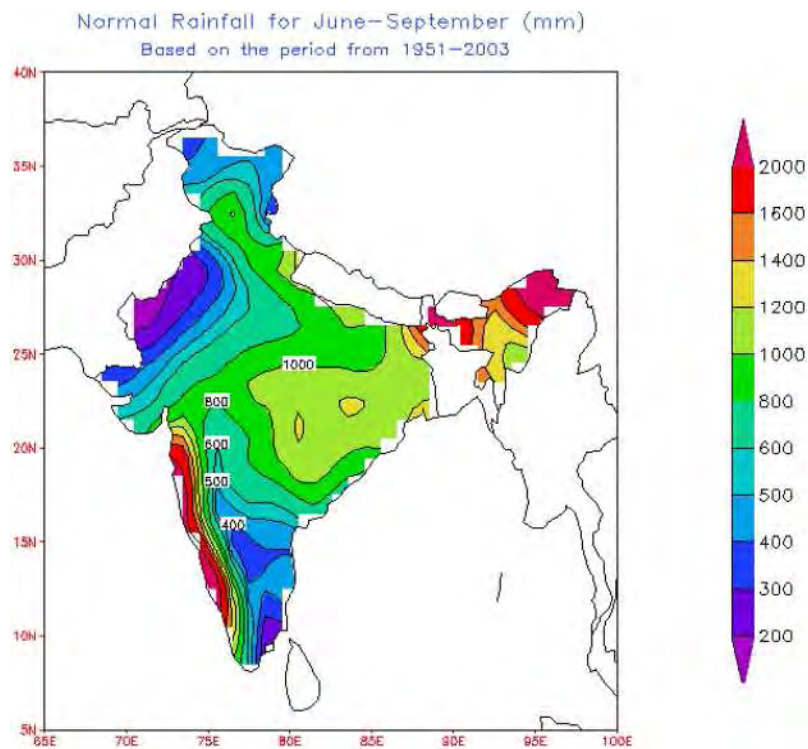 Normal Rainfall for June–September (mm)
Based on the period from 1951–2003
40N
35N
30N
25N
20N
15N
10N
5N
65E
70E
75E
80E
85E
90E
95E
100E
1000
800
600
500
400
2000
1600
1400
1200
1000
800
600
500
400
300
200